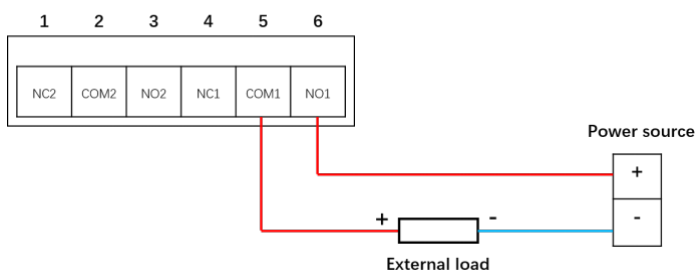 1 2 3 4 5 6
NC2 COM2 NO2 NC1 COM1 NO1
Power source
+
-
+ -
External load